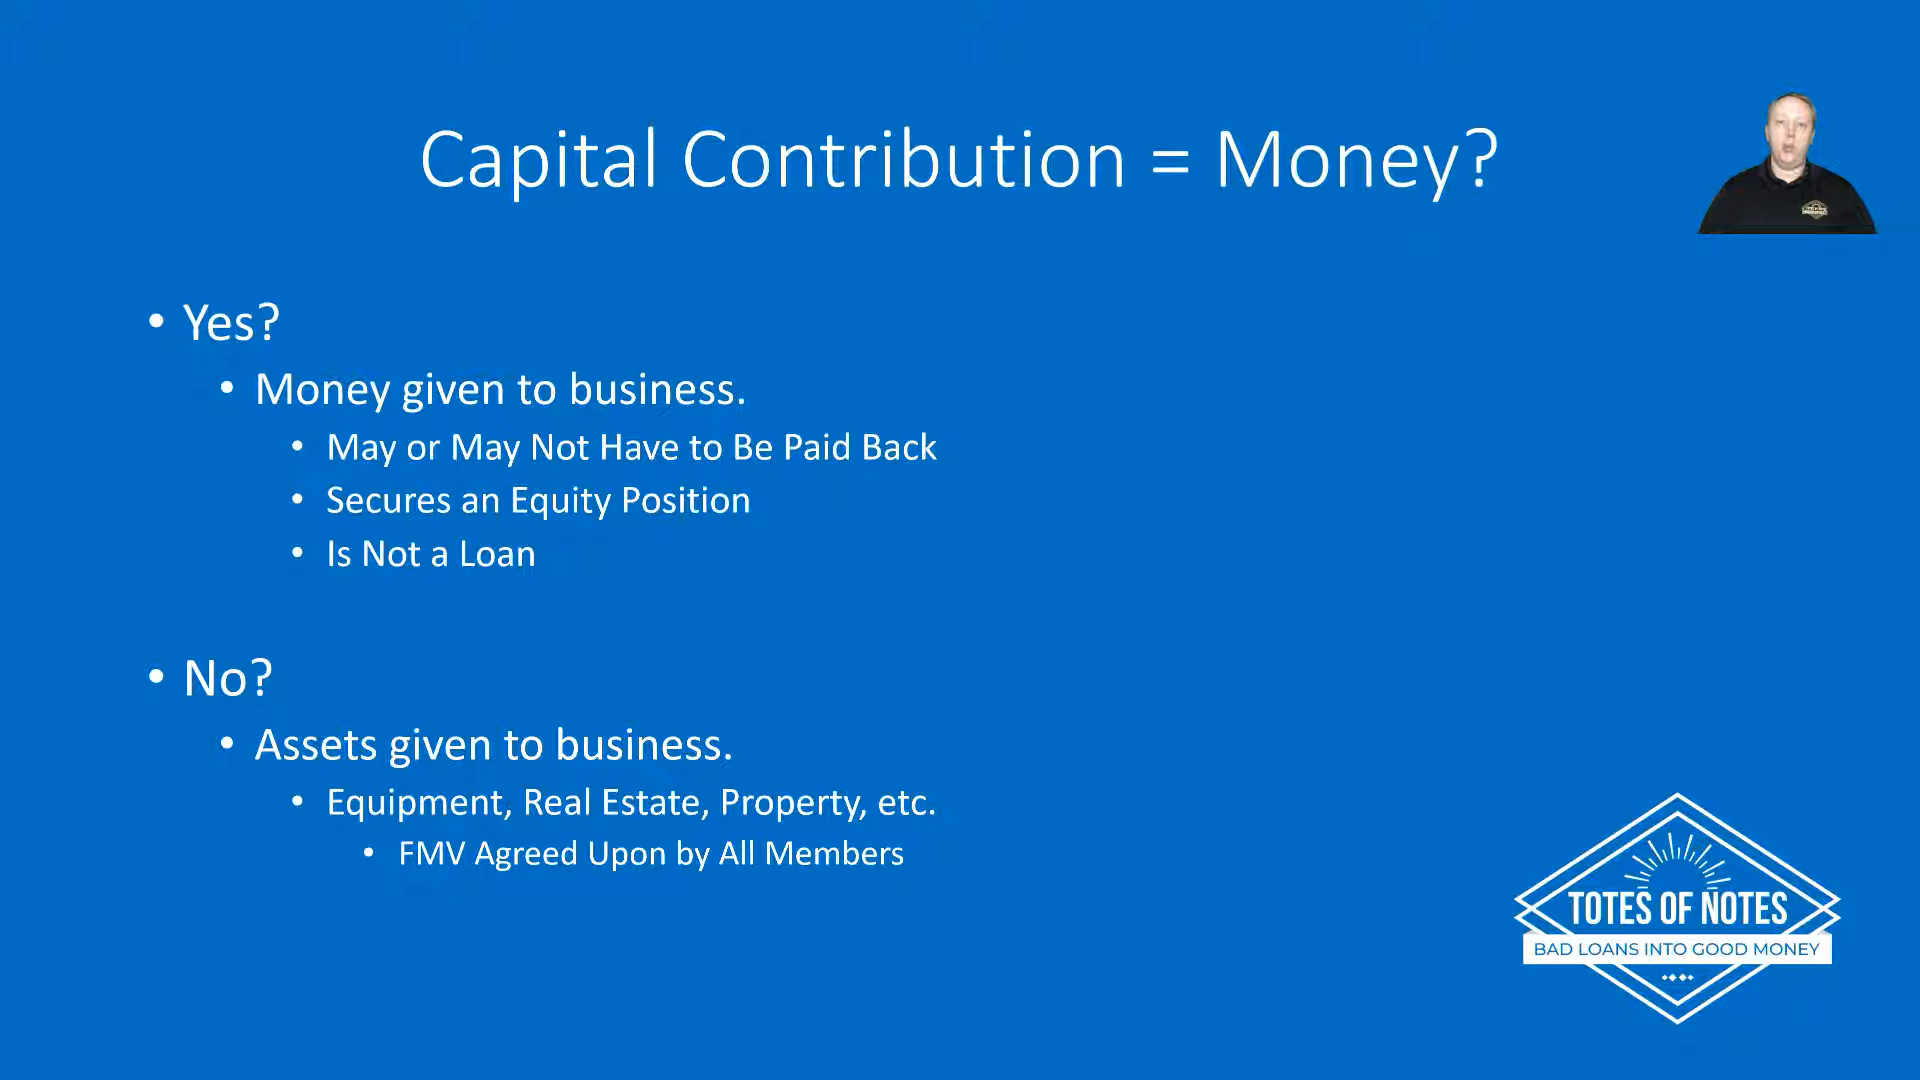 Capital Contribution = Money?
• Yes?
• Money given to business.
• May or May Not Have to Be Paid Back
• Secures an Equity Position
• Is Not a Loan
• No?
• Assets given to business.
• Equipment, Real Estate, Property, etc.
• FMV Agreed Upon by All Members
TOTES OF NOTES
BAD LOANS INTO GOOD MONEY